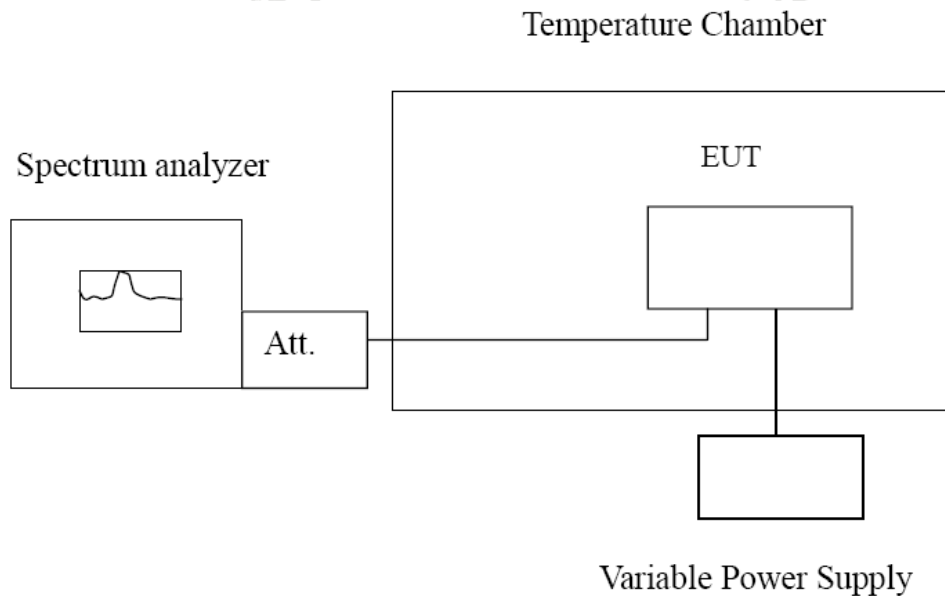 Temperature Chamber
Spectrum analyzer
EUT
Att.
Variable Power Supply